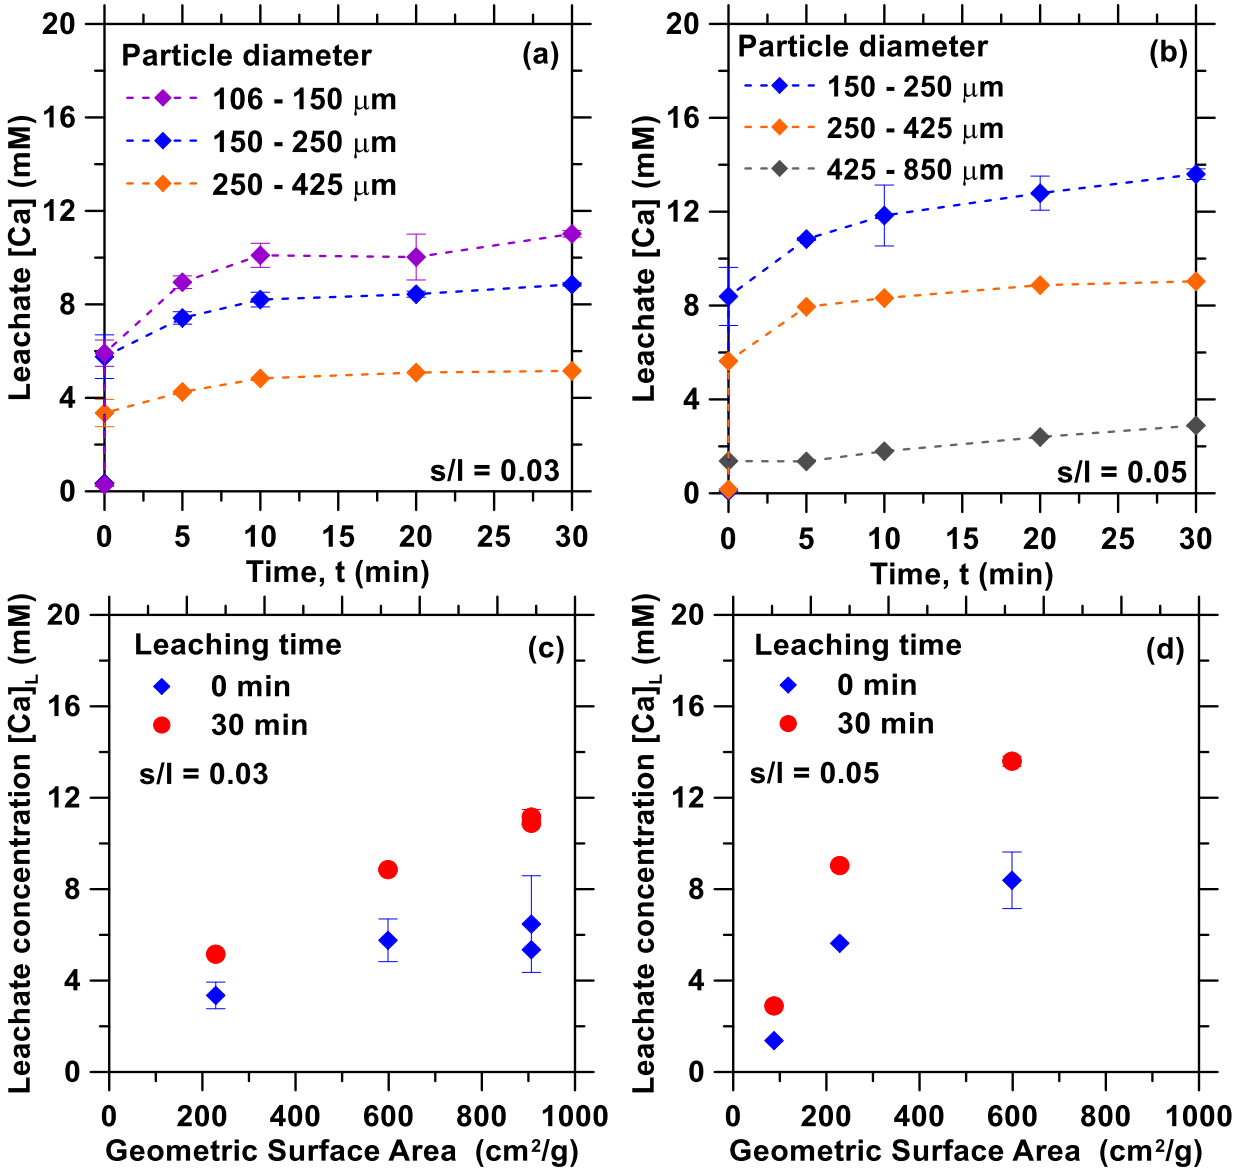 Particle diameter
(a)
106 - 150 μm
150 - 250 μm
250 - 425 μm
s/l = 0.03
Leachate [Ca] (mM)
20
16
12
8
4
0
0 5 10 15 20 25 30
Time, t (min)
Particle diameter
(b)
150 - 250 μm
250 - 425 μm
425 - 850 μm
s/l = 0.05
Leachate [Ca] (mM)
20
16
12
8
4
0
0 5 10 15 20 25 30
Time, t (min)
Leaching time
(c)
0 min
30 min
s/l = 0.03
Leachate concentration [Ca]L (mM)
20
16
12
8
4
0
0 200 400 600 800 1000
Geometric Surface Area (cm²/g)
Leaching time
(d)
0 min
30 min
s/l = 0.05
Leachate concentration [Ca]L (mM)
20
16
12
8
4
0
0 200 400 600 800 1000
Geometric Surface Area (cm²/g)